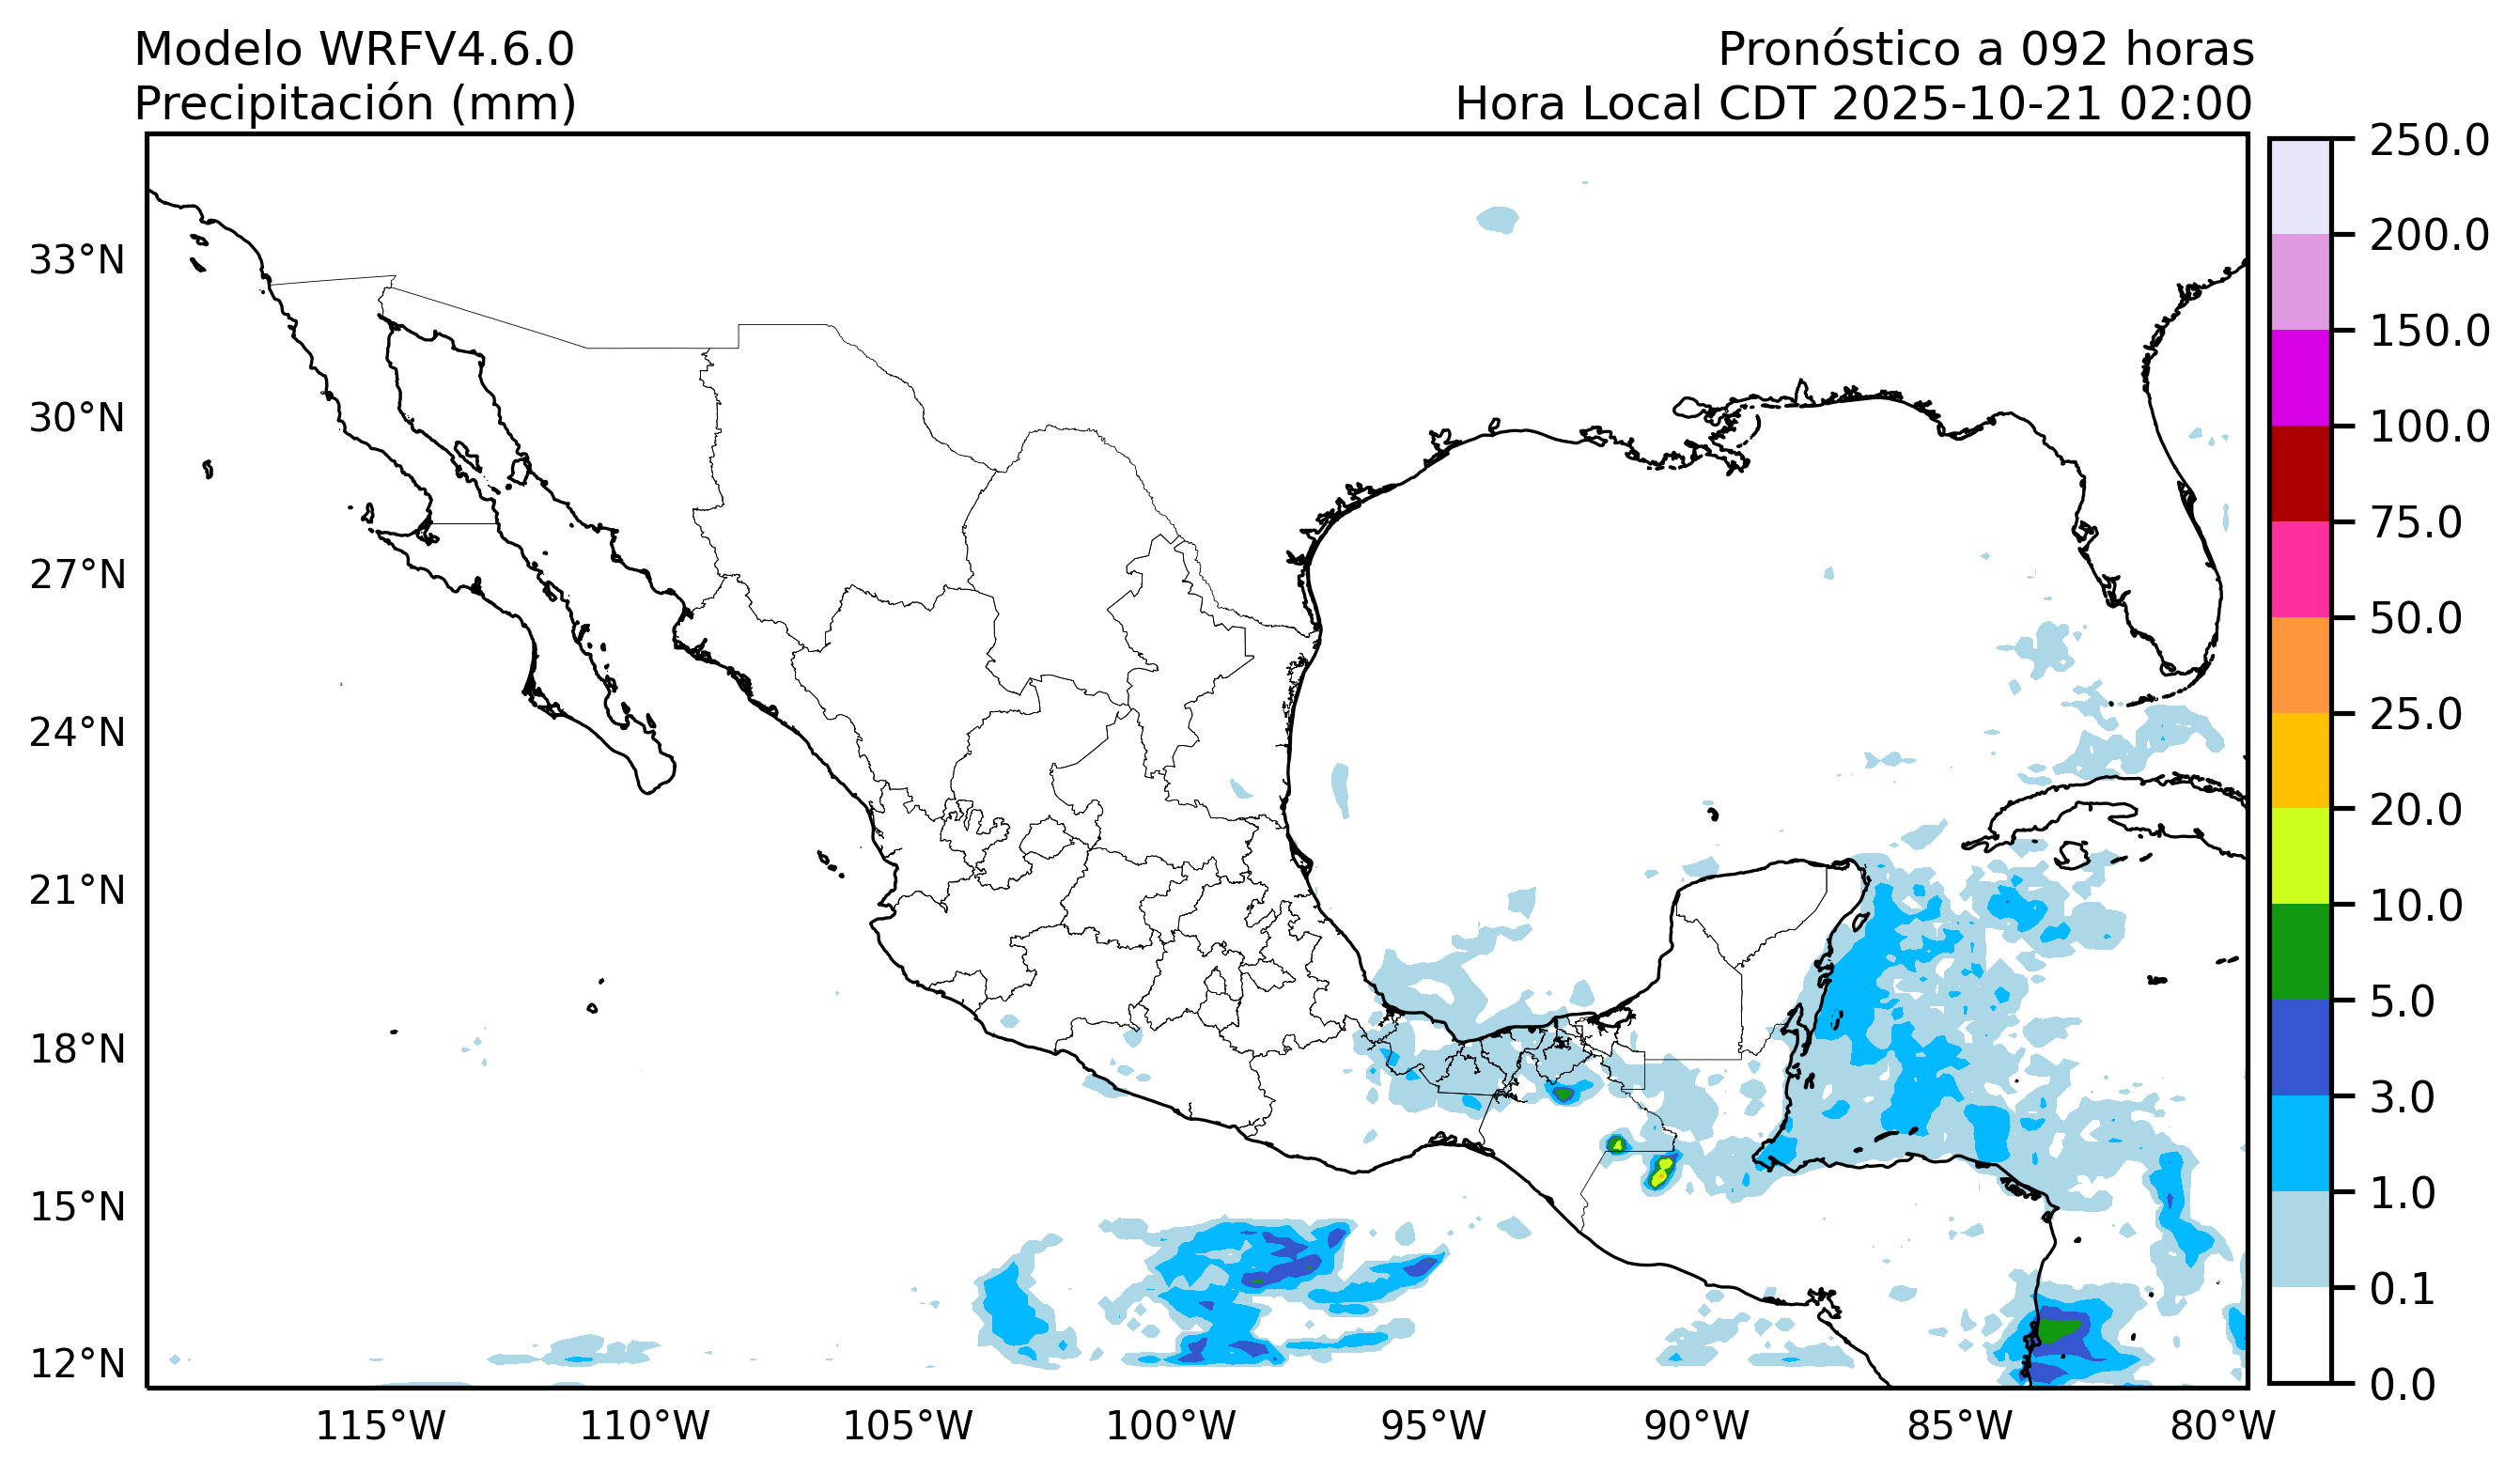 Modelo WRFV4.6.0
Pronóstico a 092 horas
Precipitación (mm)
Hora Local CDT 2025-10-21 02:00
250.0
200.0
150.0
100.0
75.0
50.0
25.0
20.0
10.0
5.0
3.0
1.0
0.1
0.0
33°N
30°N
27°N
24°N
21°N
18°N
15°N
12°N
115°W
110°W
105°W
100°W
95°W
90°W
85°W
80°W